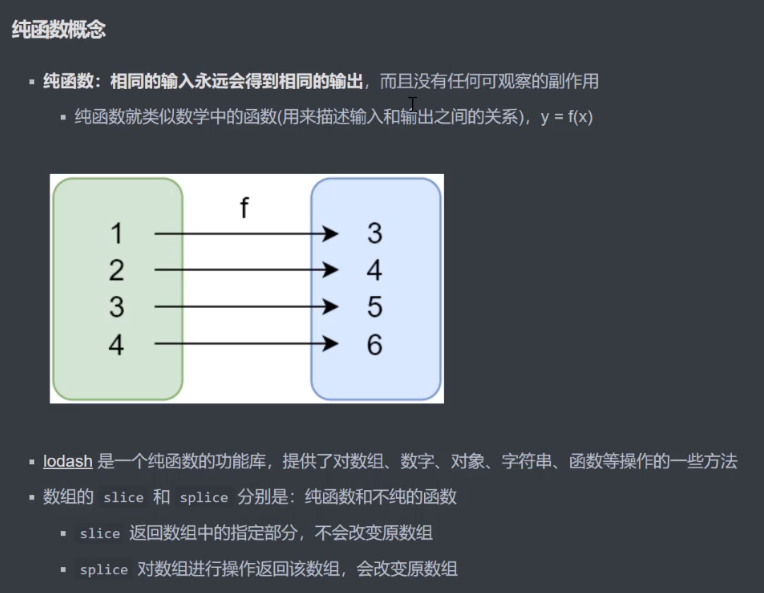 纯函数概念
纯函数：相同的输入永远会得到相同的输出，而且没有任何可观察的副作用
纯函数就类似数学中的函数(用来描述输入和输出之间的关系)，y = f(x)
f
1 3
2 4
3 5
4 6
lodash 是一个纯函数的功能库，提供了对数组、数字、对象、字符串、函数等操作的一些方法
数组的 slice 和 splice 分别是：纯函数和不纯的函数
slice 返回数组中的指定部分，不会改变原数组
splice 对数组进行操作返回该数组，会改变原数组